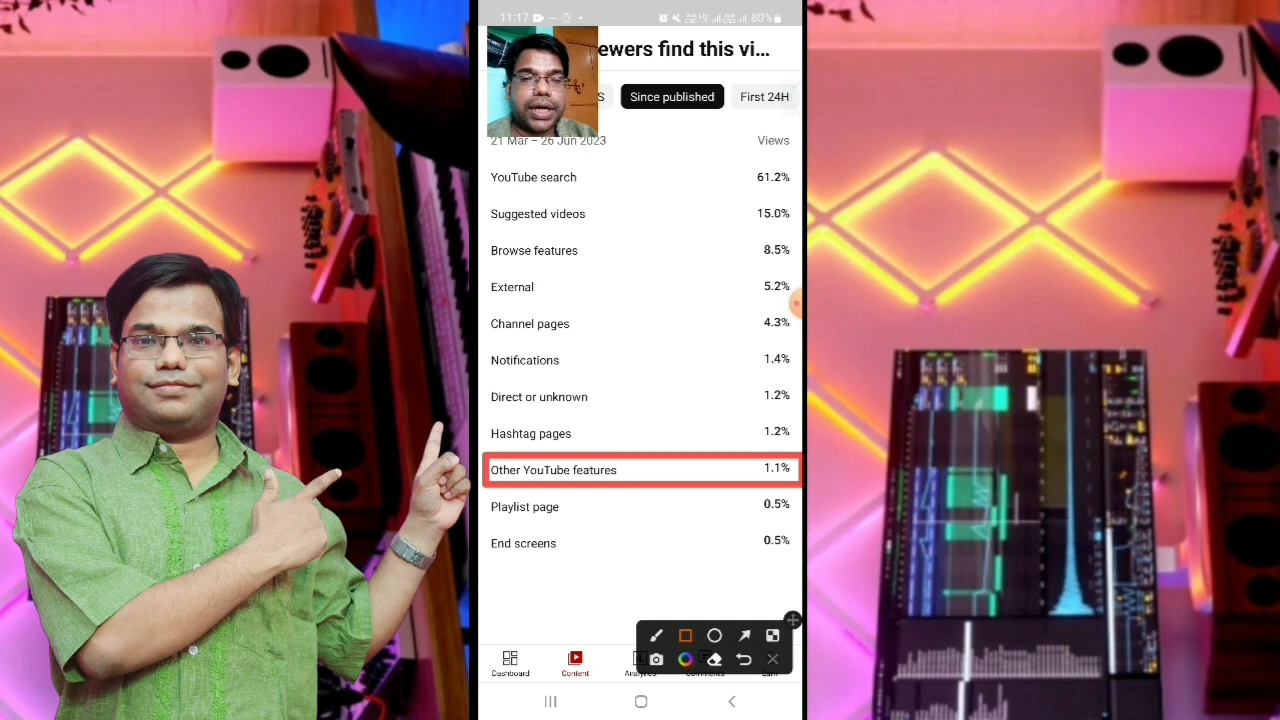 11:17
80%
ewers find this vi...
S
Since published
First 24H
21 Mar – 26 Jun 2023
Views
YouTube search
61.2%
Suggested videos
15.0%
Browse features
8.5%
External
5.2%
Channel pages
4.3%
Notifications
1.4%
Direct or unknown
1.2%
Hashtag pages
1.2%
Other YouTube features
1.1%
Playlist page
0.5%
End screens
0.5%
Dashboard
Content